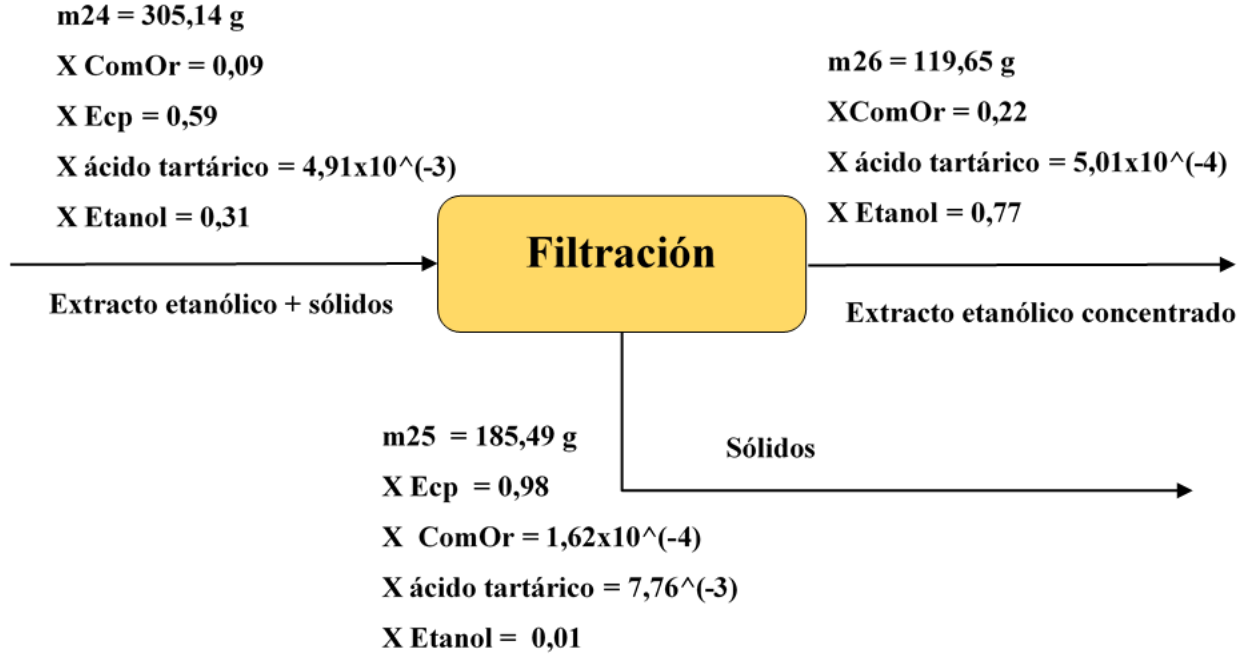 m24 = 305,14 g
X ComOr = 0,09
X Ecp = 0,59
X ácido tartárico = 4,91x10^(-3)
X Etanol = 0,31
Extracto etanólico + sólidos
Filtración
m26 = 119,65 g
XComOr = 0,22
X ácido tartárico = 5,01x10^(-4)
X Etanol = 0,77
Extracto etanólico concentrado
m25 = 185,49 g
X Ecp = 0,98
X ComOr = 1,62x10^(-4)
X ácido tartárico = 7,76^(-3)
X Etanol = 0,01
Sólidos